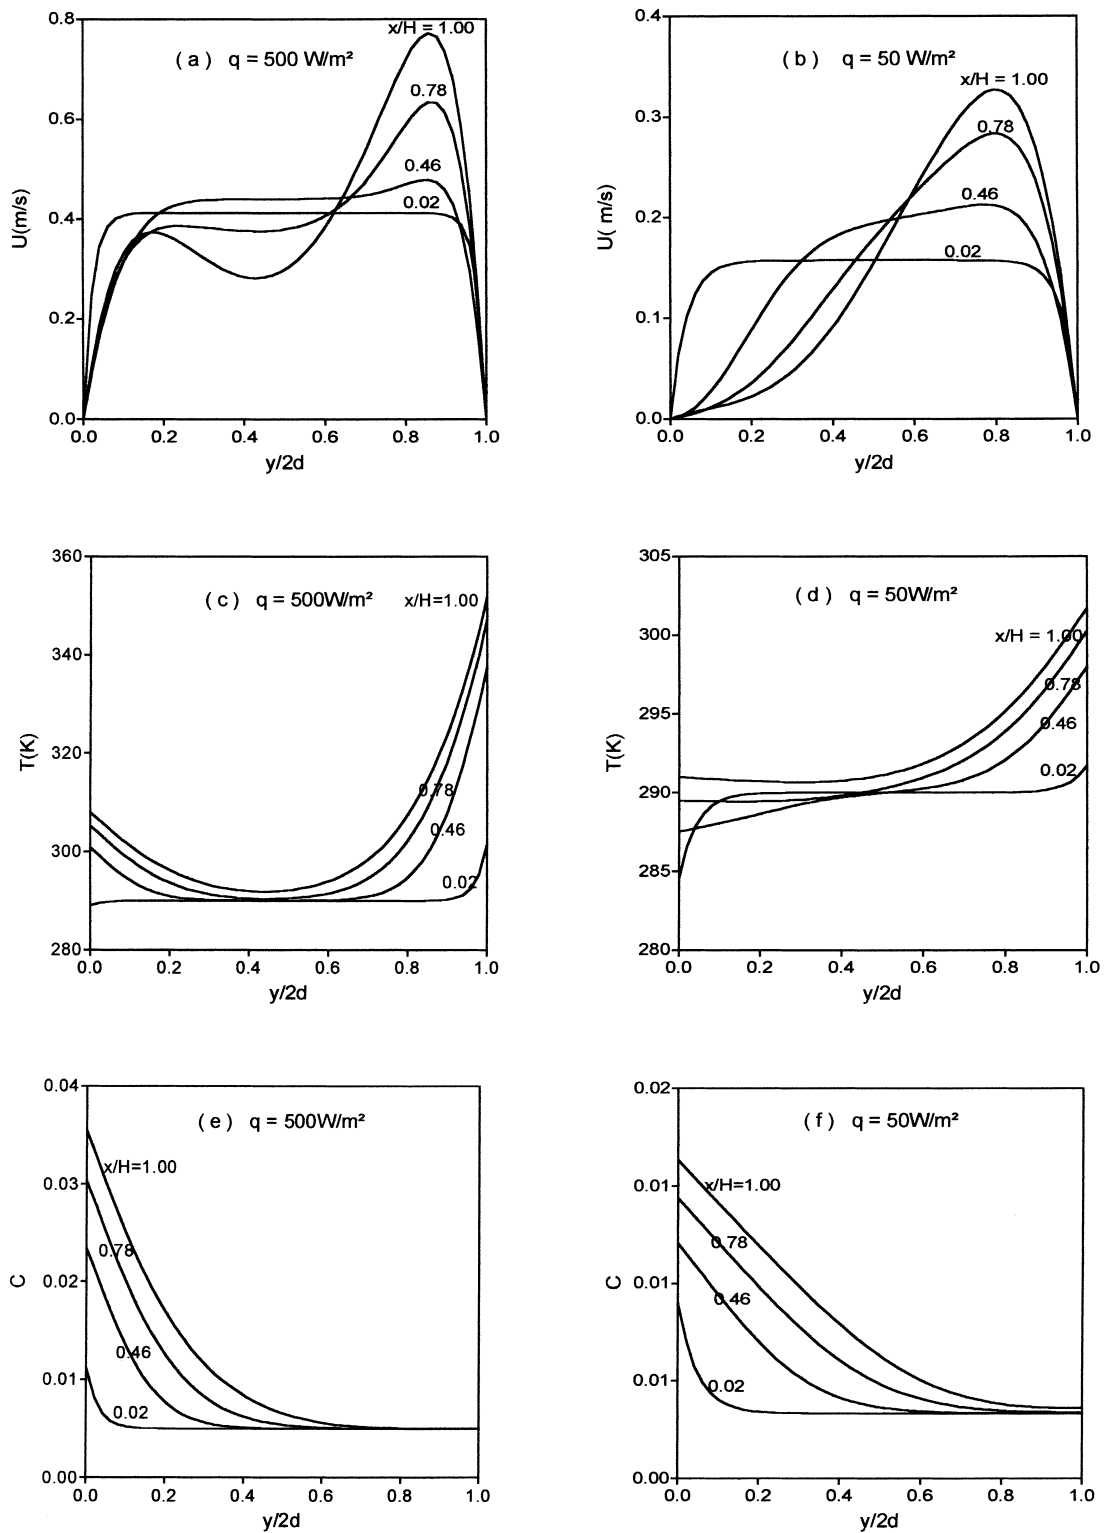 0.8
x/H = 1.00
( a ) q = 500 W/m²
0.78
0.6
0.46
0.02
0.4
U(m/s)
0.2
0.0
0.0 0.2 0.4 0.6 0.8 1.0
y/2d
0.4
( b ) q = 50 W/m²
x/H = 1.00
0.3
0.78
0.46
0.2
U( m/s)
0.02
0.1
0.0
0.0 0.2 0.4 0.6 0.8 1.0
y/2d
360
( c ) q = 500W/m² x/H=1.00
340
320
T(K)
0.78
0.46
300
0.02
280
0.0 0.2 0.4 0.6 0.8 1.0
y/2d
305
( d ) q = 50W/m²
300
x/H = 1.00
0.78
295
0.46
T(K)
0.02
290
285
280
0.0 0.2 0.4 0.6 0.8 1.0
y/2d
0.04
( e ) q = 500W/m²
x/H=1.00
0.03
0.78
0.02
C
0.46
0.01
0.02
0.00
0.0 0.2 0.4 0.6 0.8 1.0
y/2d
0.02
( f ) q = 50W/m²
0.01
x/H=1.00
0.78
0.01
C
0.46
0.01
0.02
0.00
0.0 0.2 0.4 0.6 0.8 1.0
y/2d